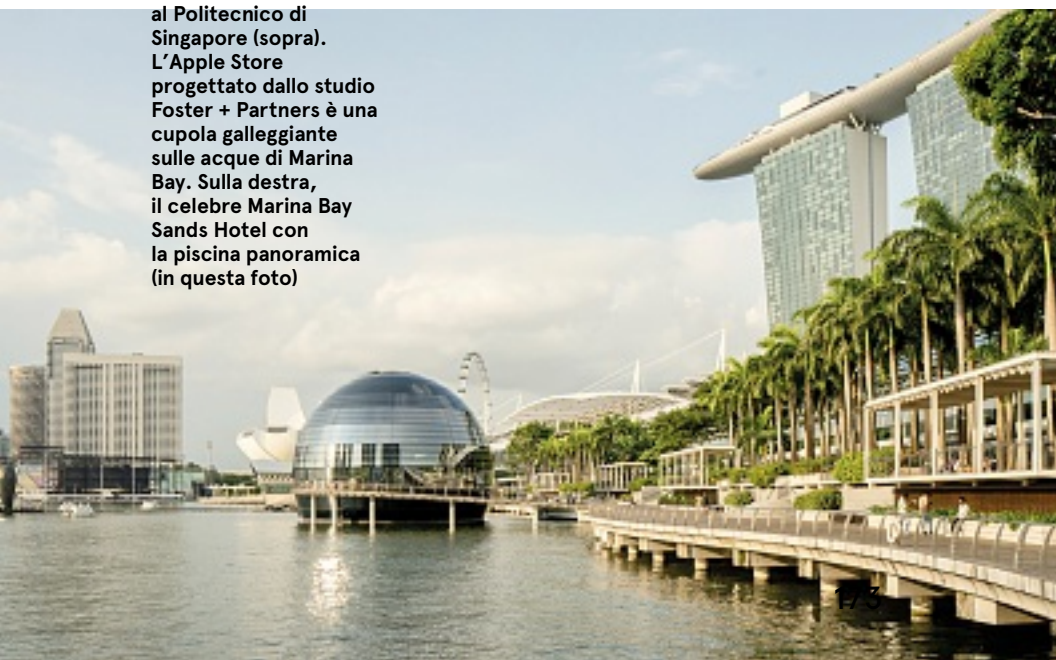 al Politecnico di
Singapore (sopra).
L’Apple Store
progettato dallo studio
Foster + Partners è una
cupola galleggiante
sulle acque di Marina
Bay. Sulla destra,
il celebre Marina Bay
Sands Hotel con
la piscina panoramica
(in questa foto)
173